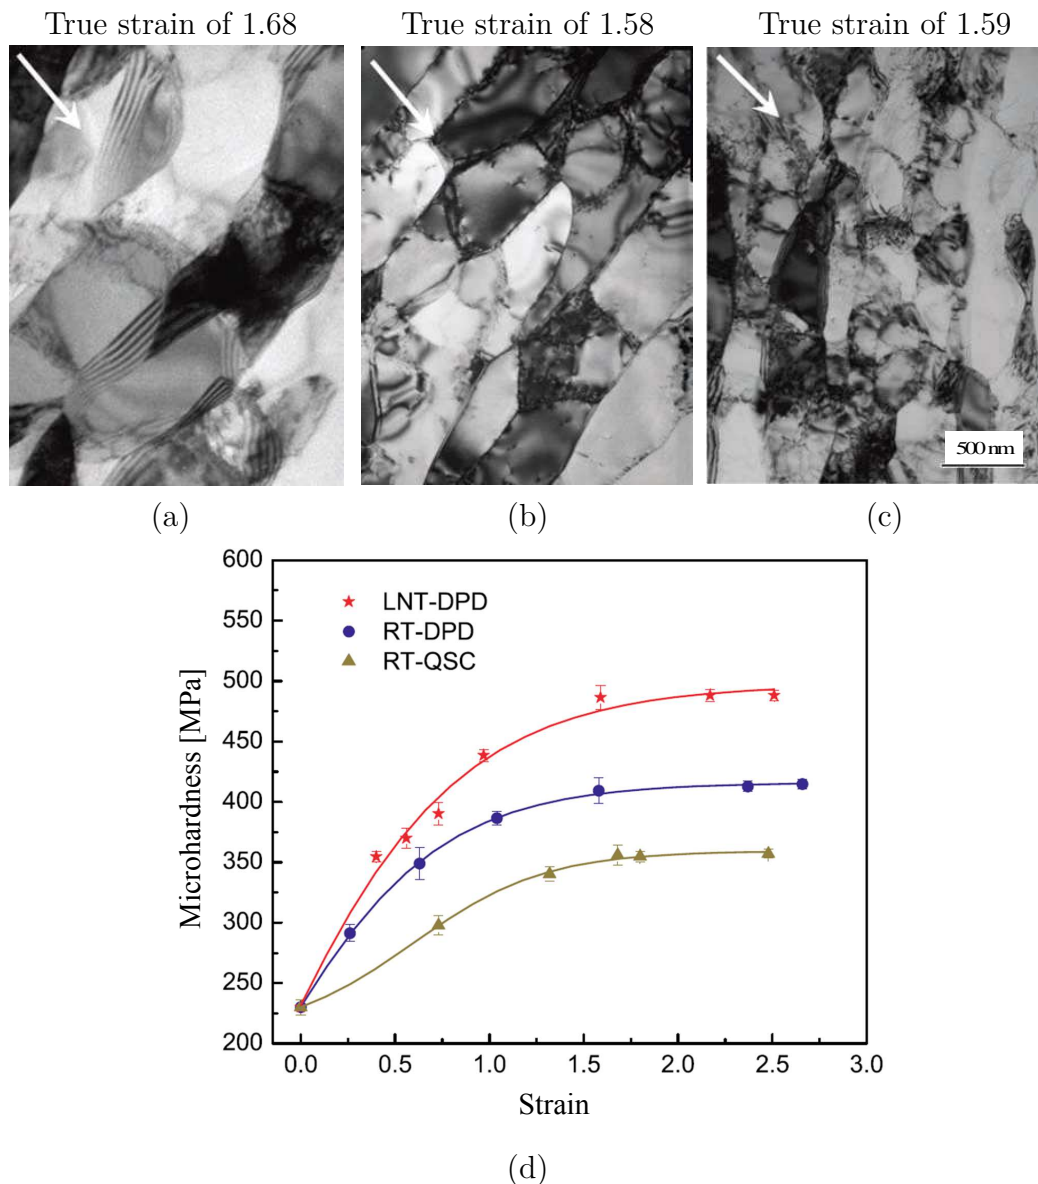 True strain of 1.68
True strain of 1.58
True strain of 1.59
500 nm
(a)
(b)
(c)
600
550
500
450
400
350
300
250
200
Microhardness [MPa]
LNT-DPD
RT-DPD
RT-QSC
0.0
0.5
1.0
1.5
2.0
2.5
3.0
Strain
(d)